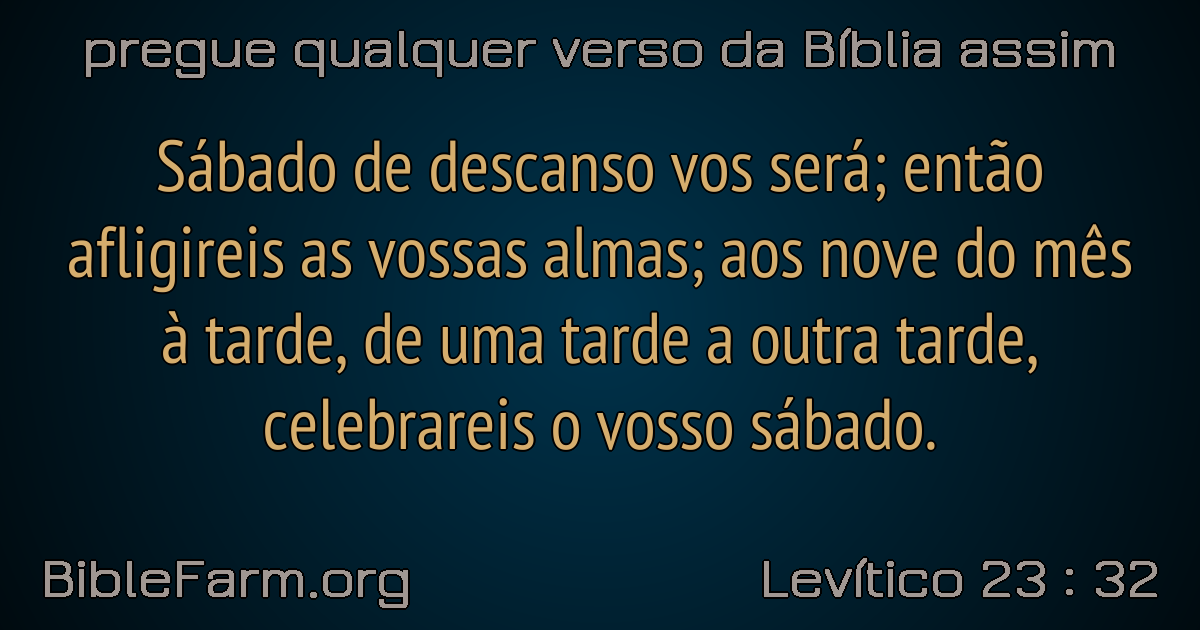 pregue qualquer verso da Bíblia assim
Sábado de descanso vos será; então
afligireis as vossas almas; aos nove do mês
à tarde, de uma tarde a outra tarde,
celebrareis o vosso sábado.
BibleFarm.org
Levítico 23 : 32